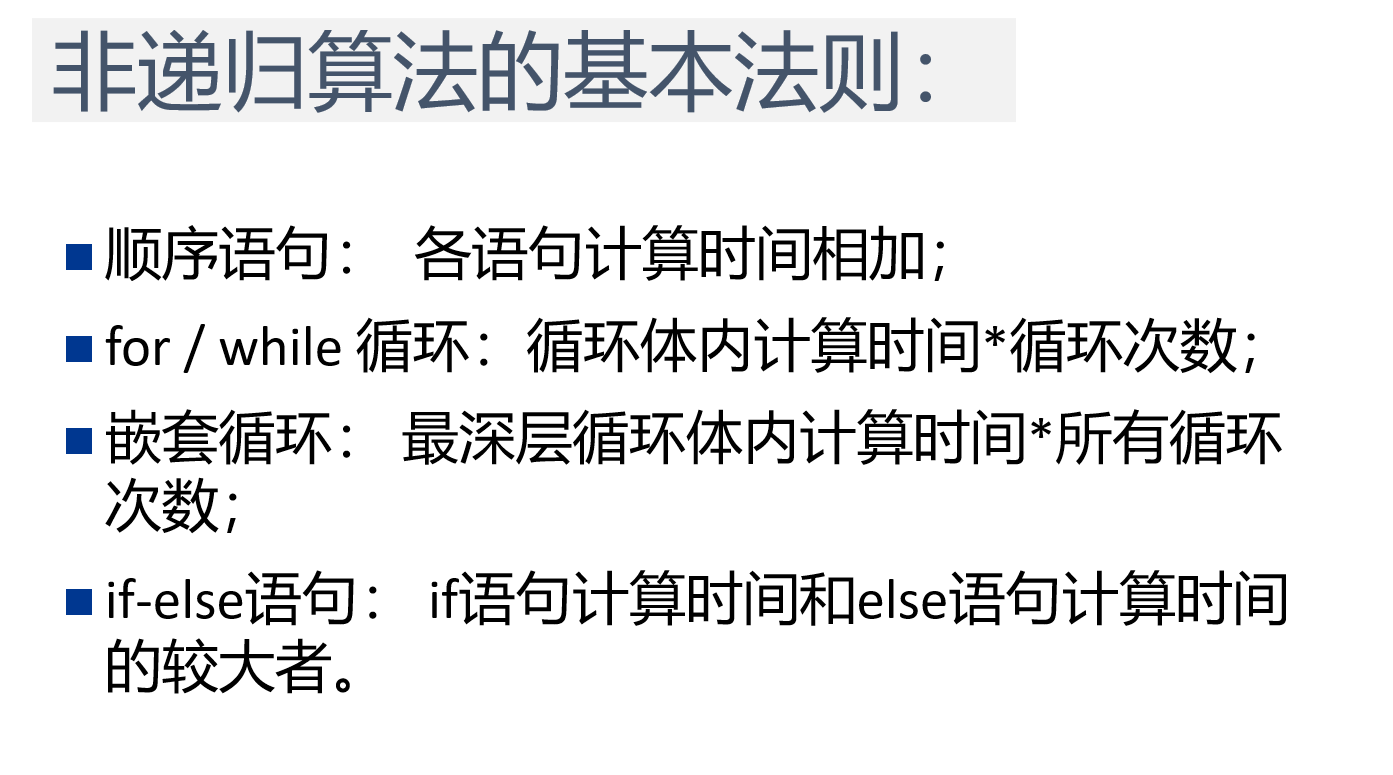 非递归算法的基本法则：
■顺序语句： 各语句计算时间相加；
■for / while 循环：循环体内计算时间*循环次数；
■嵌套循环： 最深层循环体内计算时间*所有循环
次数；
■if-else语句： if语句计算时间和else语句计算时间
的较大者。